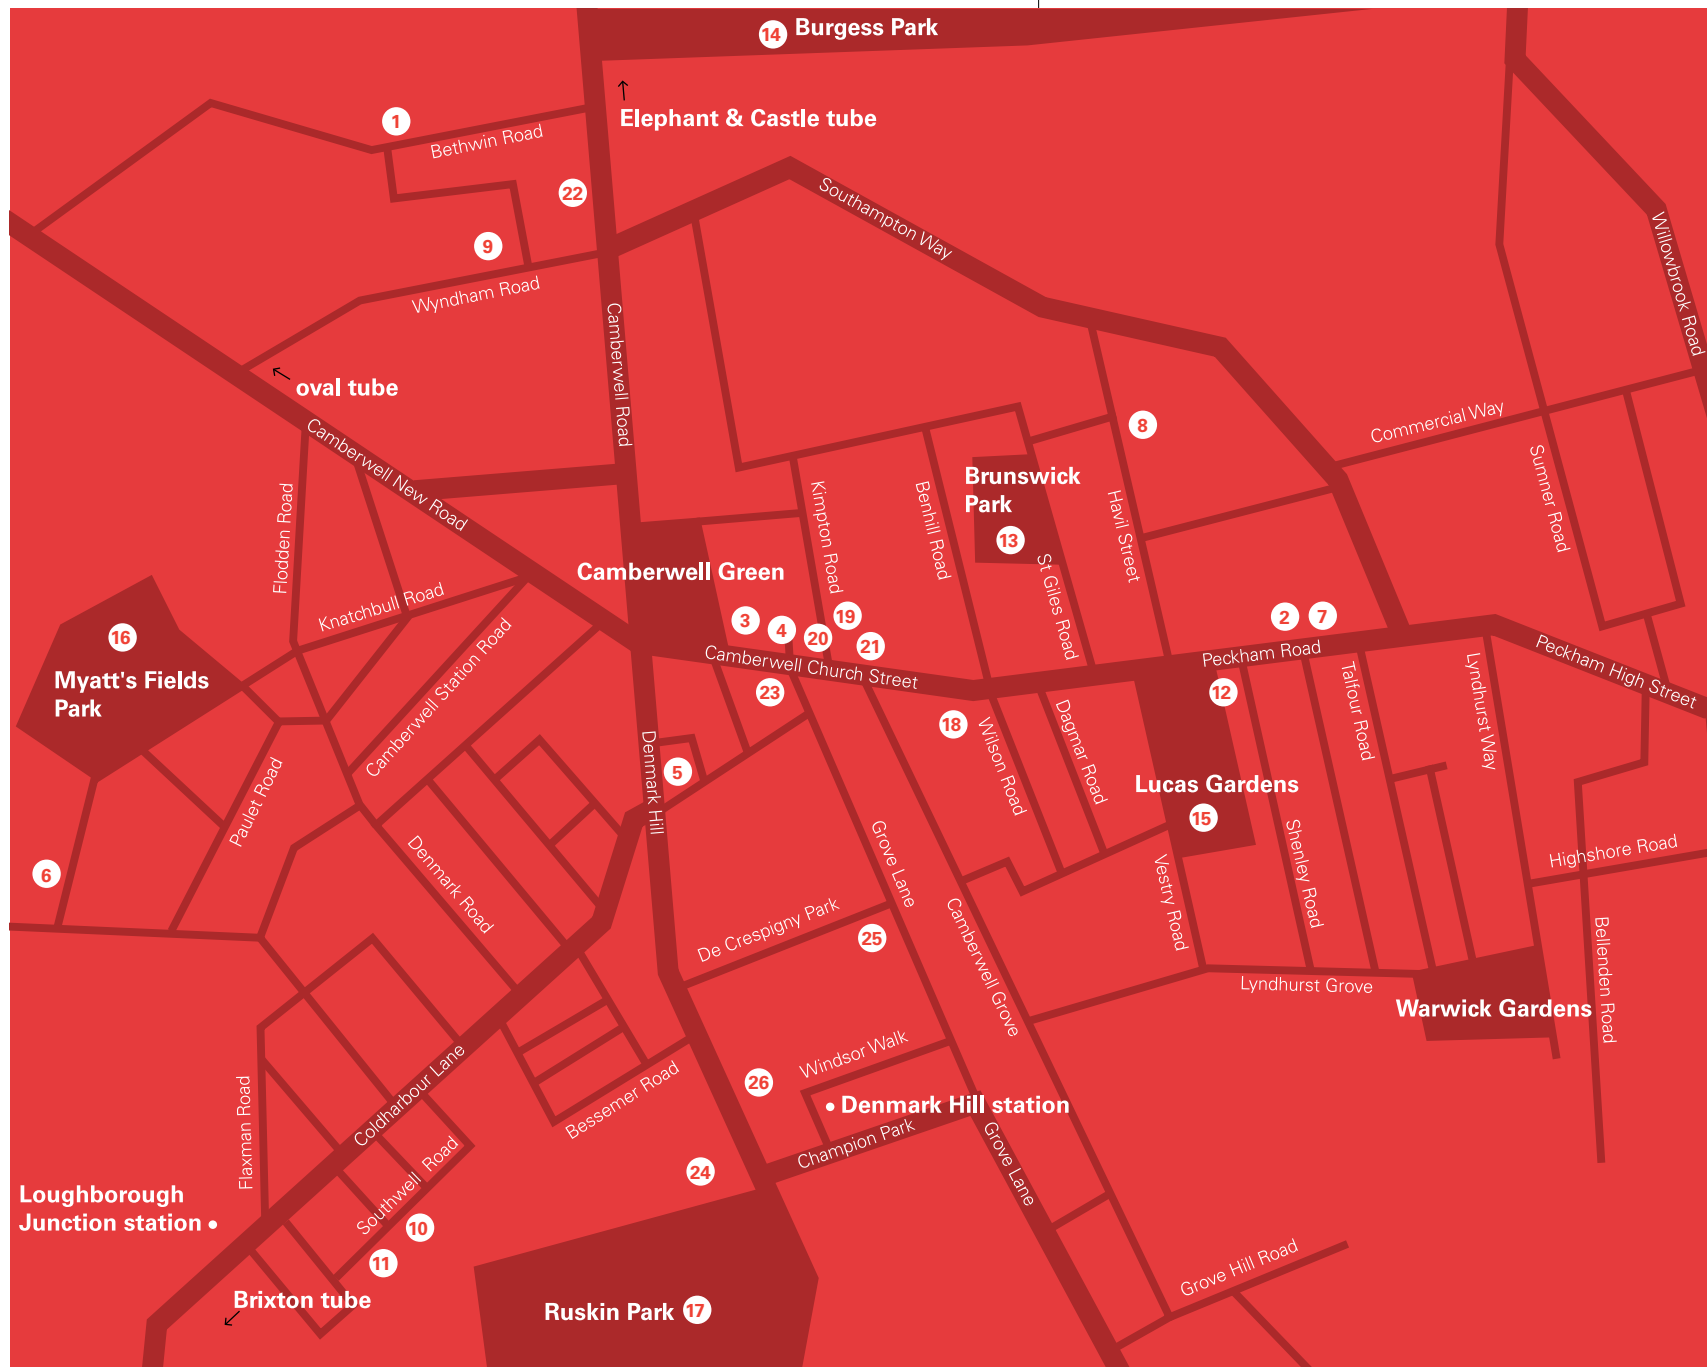 14 Burgess Park
Elephant & Castle tube
1
Bethwin Road
22
9
Wyndham Road
Southampton Way
Willowbrook Road
Camberwell Road
oval tube
Camberwell New Road
Commercial Way
8
Sumner Road
Flodden Road
Kimpton Road
Benhill Road
Brunswick
Park
13
Havil Street
St Giles Road
Camberwell Green
Knatchbull Road
16
Myatt's Fields
Park
Camberwell Station Road
3
4
20
19
21
Camberwell Church Street
23
2
7
Peckham Road
12
Talfour Road
Lyndhurst Way
Peckham High Street
18
Wilson Road
Dagmar Road
Denmark Hill
5
Lucas Gardens
15
Paulet Road
6
Denmark Road
Grove Lane
Vestry Road
Shenley Road
Highshore Road
De Crespigny Park
25
Camberwell Grove
Lyndhurst Grove
Bellenden Road
Warwick Gardens
Windsor Walk
26
Denmark Hill station
Champion Park
Grove Lane
Coldharbour Lane
Bessemer Road
Flaxman Road
Southwell Road
24
Loughborough
Junction station
10
11
Brixton tube
Ruskin Park 17
Grove Hill Road